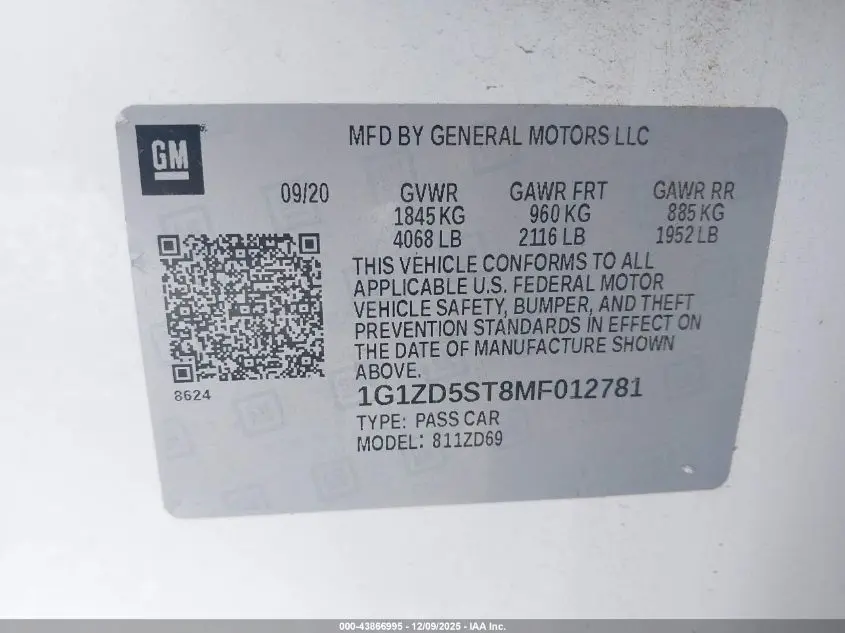 GM
MFD BY GENERAL MOTORS LLC
09/20
GVWR
1845 KG
4068 LB
GAWR FRT
960 KG
2116 LB
GAWR RR
885 KG
1952 LB
THIS VEHICLE CONFORMS TO ALL
APPLICABLE U.S. FEDERAL MOTOR
VEHICLE SAFETY, BUMPER, AND THEFT
PREVENTION STANDARDS IN EFFECT ON
THE DATE OF MANUFACTURE SHOWN
ABOVE.
8624
1G1ZD5ST8MF012781
TYPE: PASS CAR
MODEL: 811ZD69
000-43866995 - 12/09/2025 - IAA Inc.